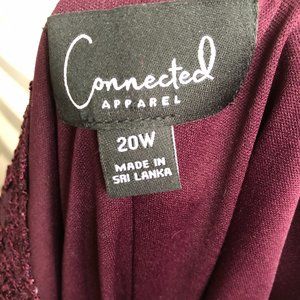 Connected
APPAREL
20W
MADE IN
SRI LANKA